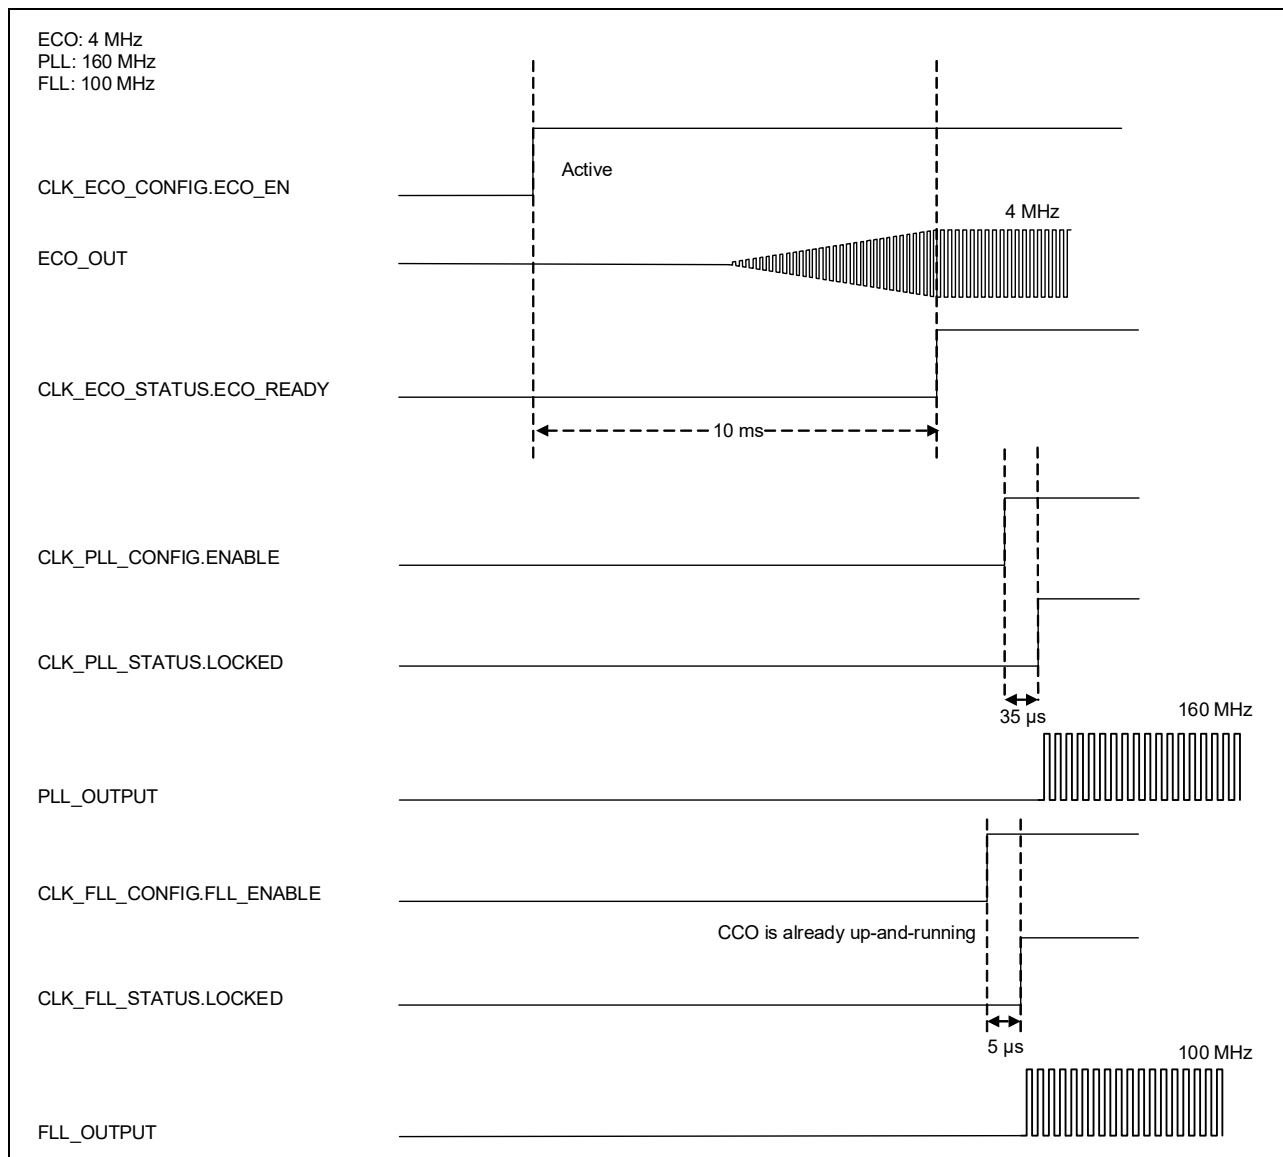 ECO: 4 MHz
PLL: 160 MHz
FLL: 100 MHz
Active
CLK_ECO_CONFIG.ECO_EN
4 MHz
ECO_OUT
CLK_ECO_STATUS.ECO_READY
10 ms
CLK_PLL_CONFIG.ENABLE
CLK_PLL_STATUS.LOCKED
35 µs
160 MHz
PLL_OUTPUT
CLK_FLL_CONFIG.FLL_ENABLE
CCO is already up-and-running
CLK_FLL_STATUS.LOCKED
5 µs
100 MHz
FLL_OUTPUT